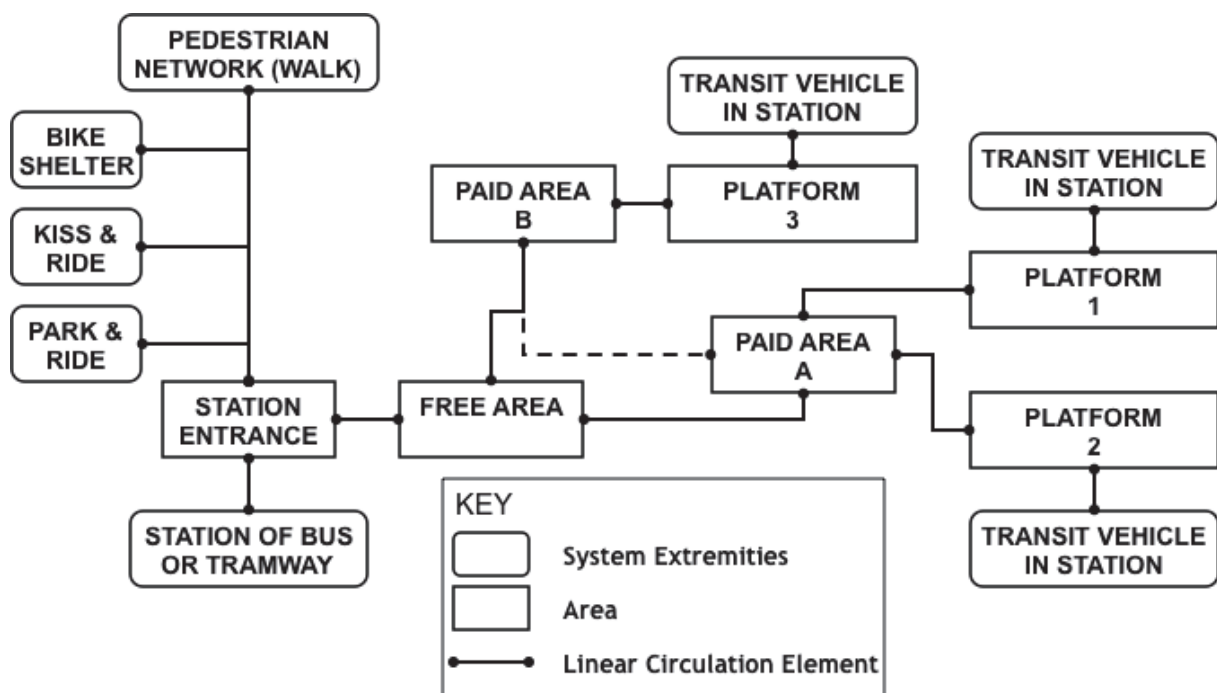 PEDESTRIAN
NETWORK (WALK)
BIKE
SHELTER
KISS &
RIDE
PARK &
RIDE
STATION
ENTRANCE
STATION OF BUS
OR TRAMWAY
FREE AREA
PAID AREA
B
TRANSIT VEHICLE
IN STATION
PLATFORM
3
PAID AREA
A
TRANSIT VEHICLE
IN STATION
PLATFORM
1
PLATFORM
2
TRANSIT VEHICLE
IN STATION
KEY
System Extremities
Area
Linear Circulation Element